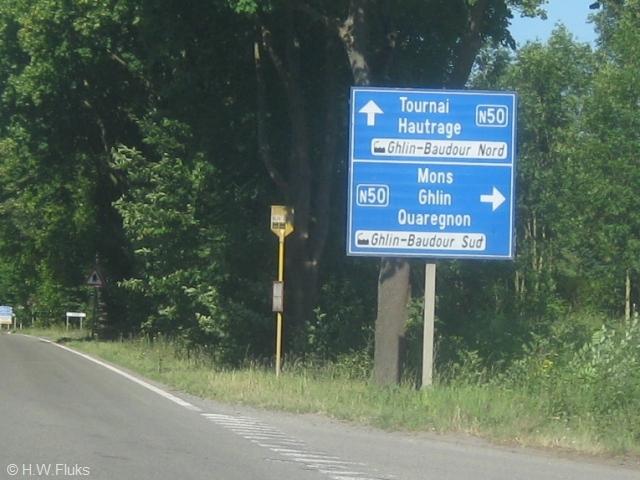 Tournai
N50
Hautrage
Ghlin-Baudour Nord
Mons
N50
Ghlin
Quaregnon
Ghlin-Baudour Sud
© H.W.Fluks